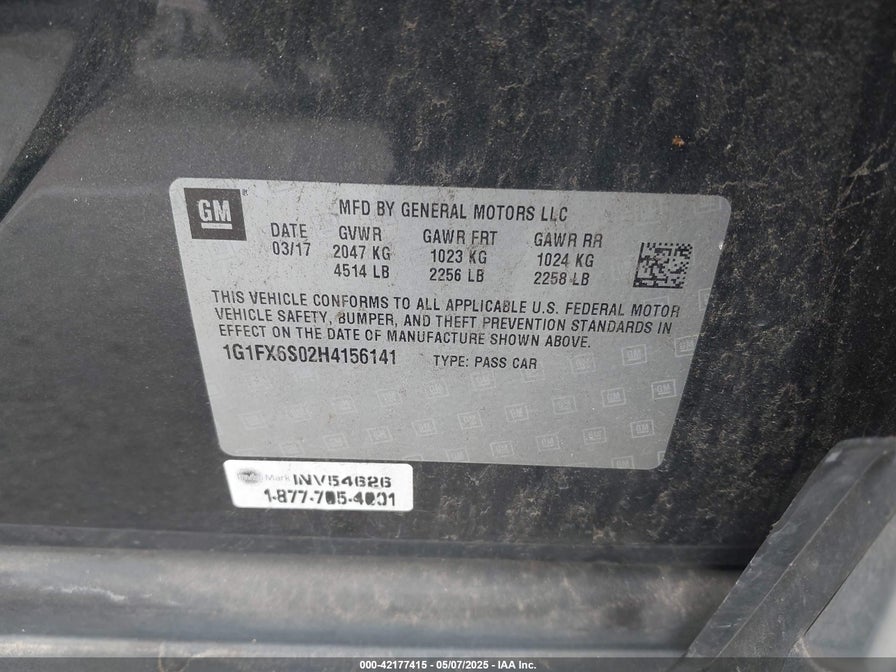 GM ®
MFD BY GENERAL MOTORS LLC
DATE GVWR GAWR FRT GAWR RR
03/17 2047 KG 1023 KG 1024 KG
4514 LB 2256 LB 2258 LB
THIS VEHICLE CONFORMS TO ALL APPLICABLE U.S. FEDERAL MOTOR
VEHICLE SAFETY, BUMPER, AND THEFT PREVENTION STANDARDS IN
EFFECT ON THE DATE OF MANUFACTURE SHOWN ABOVE.
1G1FX6S02H4156141 TYPE: PASS CAR
Mark INV54626
1-877-705-4001
000-42177415 - 05/07/2025 - IAA Inc.